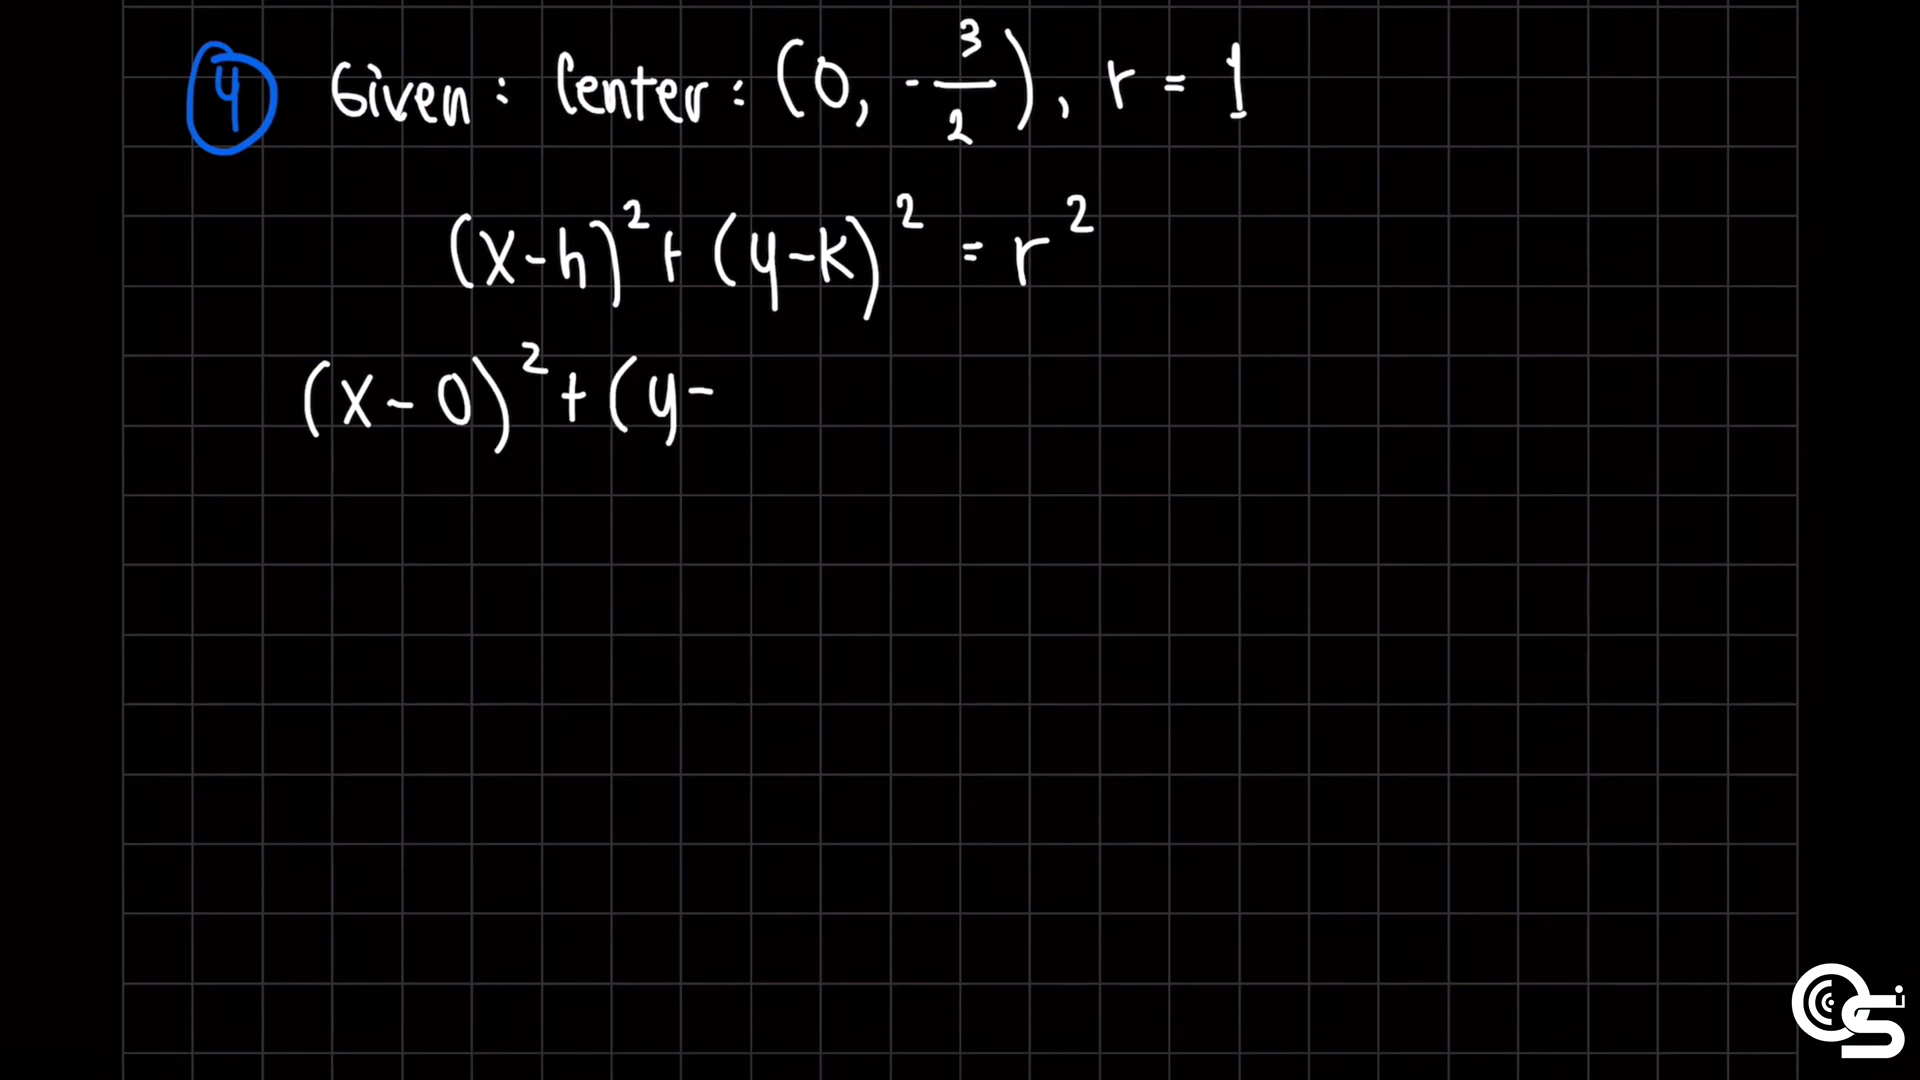 ④ Given: Center: (0, -3/2), r = 1
(x-h)² + (y-k)² = r²
(x-0)² + (y-